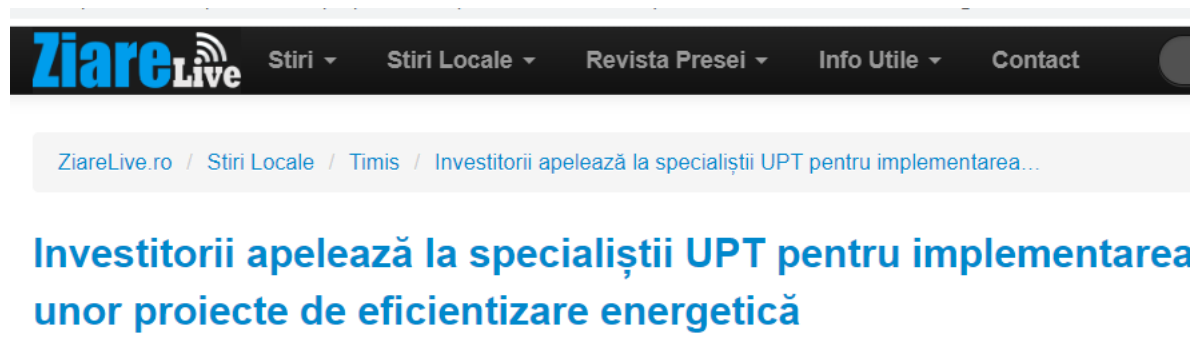 ZiareLive Stiri Stiri Locale Revista Presei Info Utile Contact
ZiareLive.ro / Stiri Locale / Timis / Investitorii apelează la specialiștii UPT pentru implementarea...
Investitorii apelează la specialiștii UPT pentru implementarea
unor proiecte de eficientizare energetică